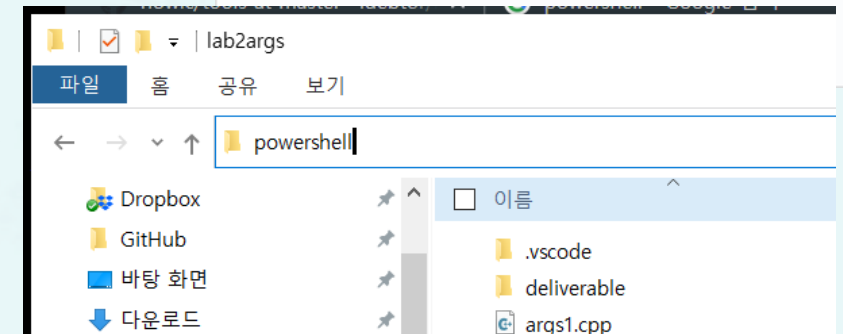 lab2args
파일 홈 공유 보기
powershell
Dropbox
이름
GitHub
.vscode
바탕 화면
deliverable
다운로드
args1.cpp